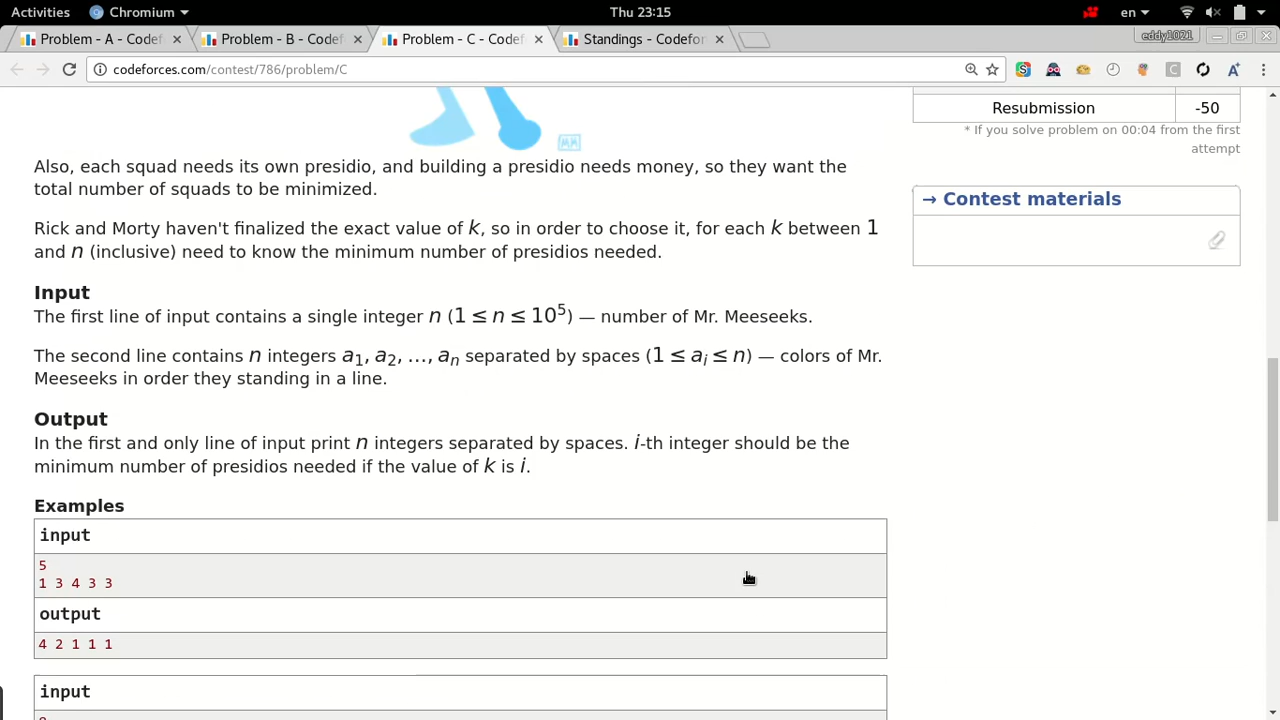 Activities Chromium Thu 23:15 en
Problem - A - Codef Problem - B - Codef Problem - C - Codef Standings - Codefor eddy1021
codeforces.com/contest/786/problem/C
Resubmission -50
* If you solve problem on 00:04 from the first
attempt
→ Contest materials
Also, each squad needs its own presidio, and building a presidio needs money, so they want the
total number of squads to be minimized.
Rick and Morty haven't finalized the exact value of k, so in order to choose it, for each k between 1
and n (inclusive) need to know the minimum number of presidios needed.
Input
The first line of input contains a single integer n (1 ≤ n ≤ 10⁵) — number of Mr. Meeseeks.
The second line contains n integers a₁, a₂, ..., aₙ separated by spaces (1 ≤ aᵢ ≤ n) — colors of Mr.
Meeseeks in order they standing in a line.
Output
In the first and only line of input print n integers separated by spaces. i-th integer should be the
minimum number of presidios needed if the value of k is i.
Examples
input
5
1 3 4 3 3
output
4 2 1 1 1
input